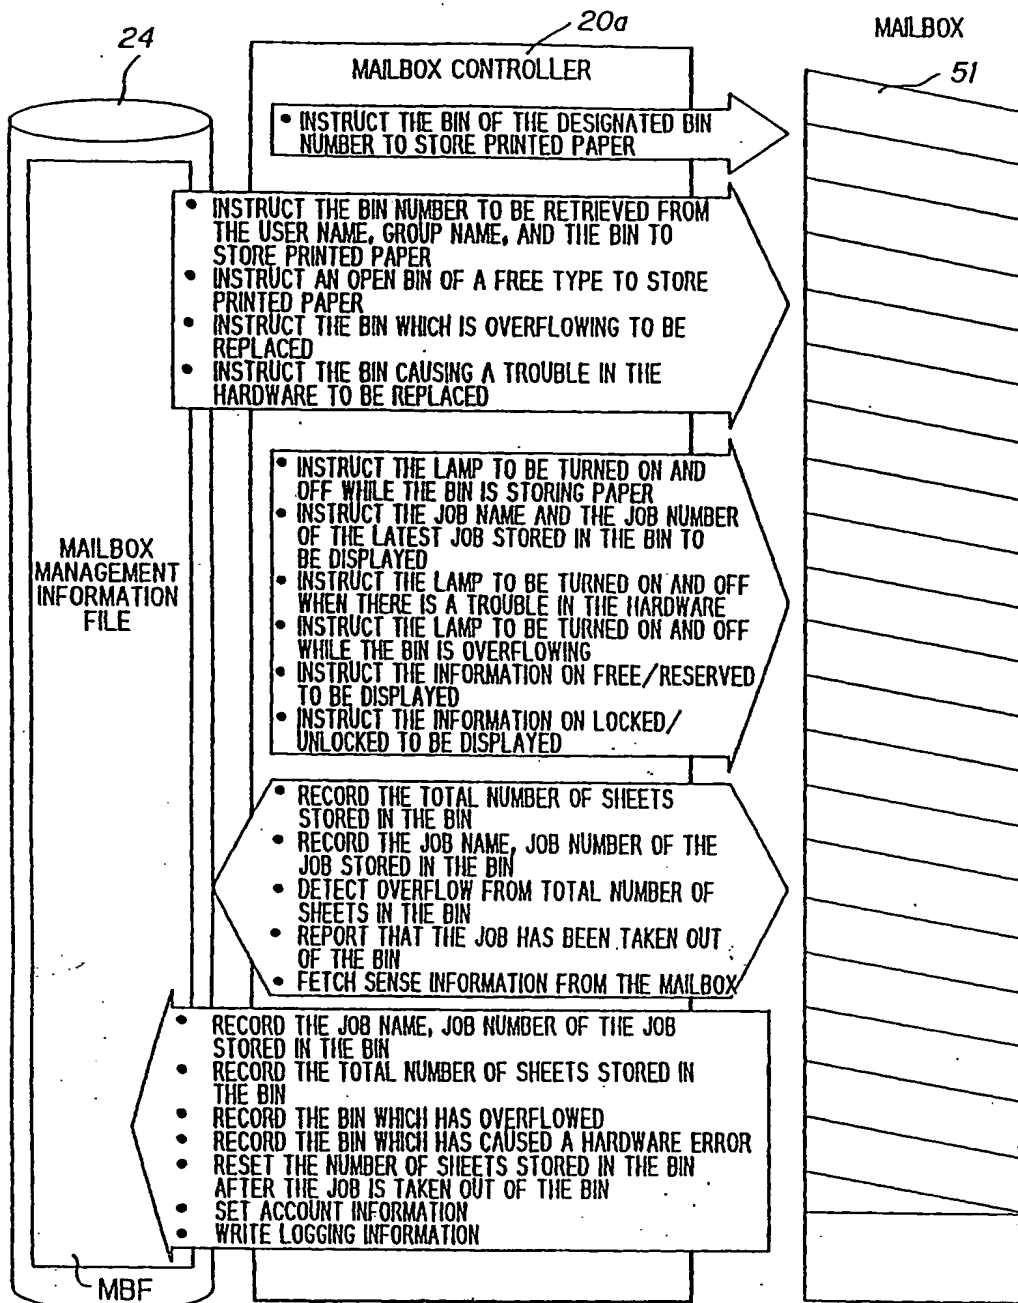 24
20a
MAILBOX
MAILBOX CONTROLLER
51
• INSTRUCT THE BIN OF THE DESIGNATED BIN
NUMBER TO STORE PRINTED PAPER
• INSTRUCT THE BIN NUMBER TO BE RETRIEVED FROM
THE USER NAME, GROUP NAME, AND THE BIN TO
STORE PRINTED PAPER
• INSTRUCT AN OPEN BIN OF A FREE TYPE TO STORE
PRINTED PAPER
• INSTRUCT THE BIN WHICH IS OVERFLOWING TO BE
REPLACED
• INSTRUCT THE BIN CAUSING A TROUBLE IN THE
HARDWARE TO BE REPLACED
• INSTRUCT THE LAMP TO BE TURNED ON AND
OFF WHILE THE BIN IS STORING PAPER
• INSTRUCT THE JOB NAME AND THE JOB NUMBER
OF THE LATEST JOB STORED IN THE BIN TO
BE DISPLAYED
• INSTRUCT THE LAMP TO BE TURNED ON AND OFF
WHEN THERE IS A TROUBLE IN THE HARDWARE
• INSTRUCT THE LAMP TO BE TURNED ON AND OFF
WHILE THE BIN IS OVERFLOWING
• INSTRUCT THE INFORMATION ON FREE/RESERVED
TO BE DISPLAYED
• INSTRUCT THE INFORMATION ON LOCKED/
UNLOCKED TO BE DISPLAYED
MAILBOX
MANAGEMENT
INFORMATION
FILE
• RECORD THE TOTAL NUMBER OF SHEETS
STORED IN THE BIN
• RECORD THE JOB NAME, JOB NUMBER OF THE
JOB STORED IN THE BIN
• DETECT OVERFLOW FROM TOTAL NUMBER OF
SHEETS IN THE BIN
• REPORT THAT THE JOB HAS BEEN TAKEN OUT
OF THE BIN
• FETCH SENSE INFORMATION FROM THE MAILBOX
• RECORD THE JOB NAME, JOB NUMBER OF THE JOB
STORED IN THE BIN
• RECORD THE TOTAL NUMBER OF SHEETS STORED IN
THE BIN
• RECORD THE BIN WHICH HAS OVERFLOWED
• RECORD THE BIN WHICH HAS CAUSED A HARDWARE ERROR
• RESET THE NUMBER OF SHEETS STORED IN THE BIN
AFTER THE JOB IS TAKEN OUT OF THE BIN
• SET ACCOUNT INFORMATION
• WRITE LOGGING INFORMATION
MBF